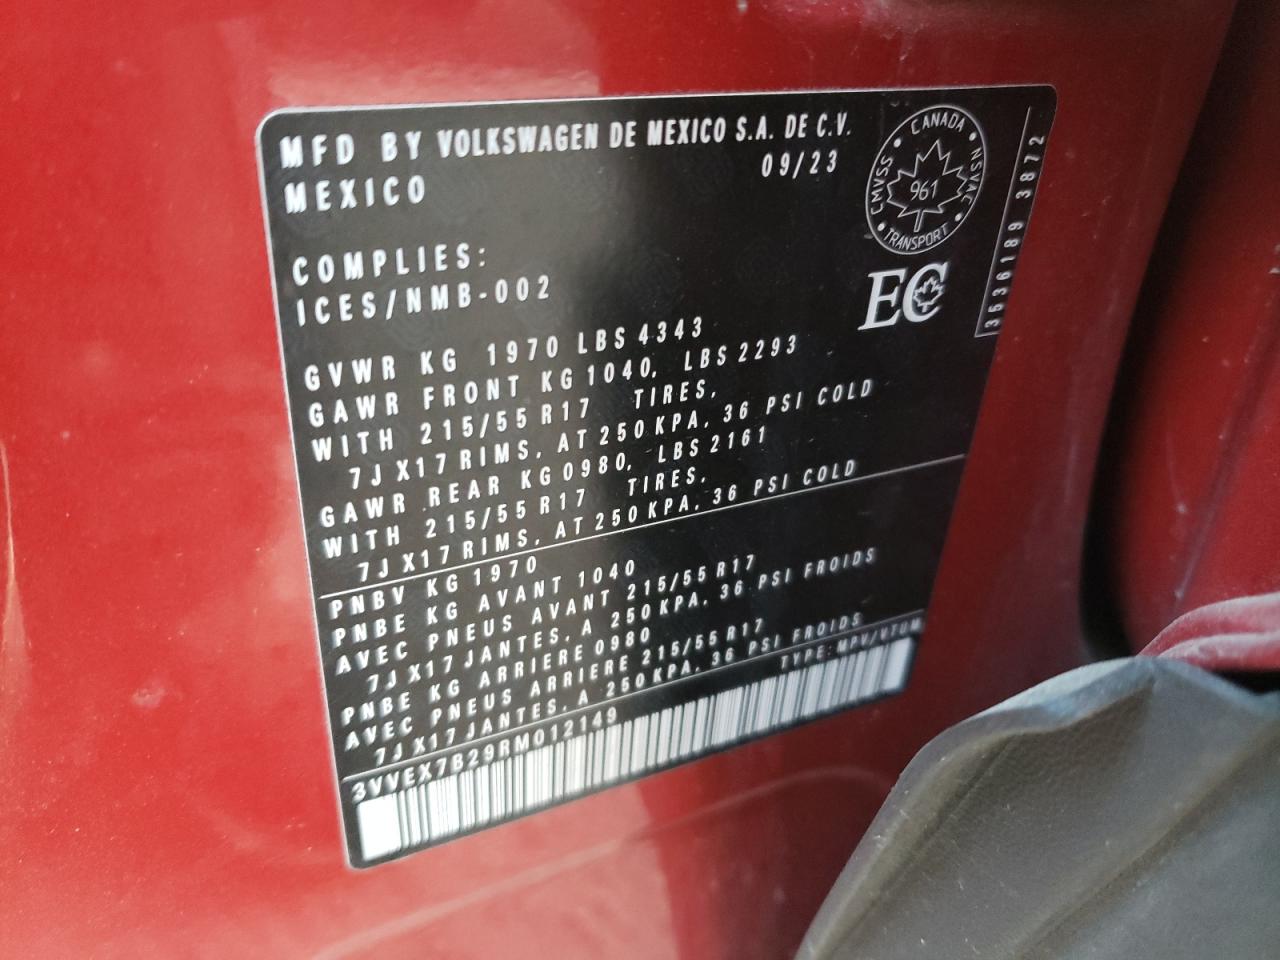 MFD BY VOLKSWAGEN DE MEXICO S.A. DE C.V.
MEXICO 09/23
CANADA
CMVSS • NSVAC
961
TRANSPORT
COMPLIES:
ICES/NMB-002
EC
3536189 3872
GVWR KG 1970 LBS 4343
GAWR FRONT KG 1040, LBS 2293
WITH 215/55 R17 TIRES,
7J X17 RIMS, AT 250 KPA, 36 PSI COLD
GAWR REAR KG 0980, LBS 2161
WITH 215/55 R17 TIRES,
7J X17 RIMS, AT 250 KPA, 36 PSI COLD
PNBV KG 1970
PNBE KG AVANT 1040
AVEC PNEUS AVANT 215/55 R17
7J X17 JANTES, A 250 KPA, 36 PSI FROIDS
PNBE KG ARRIERE 0980
AVEC PNEUS ARRIERE 215/55 R17
7J X17 JANTES, A 250 KPA, 36 PSI FROIDS
3VVEX7B29RM012149 TYPE: MPV/VTUM